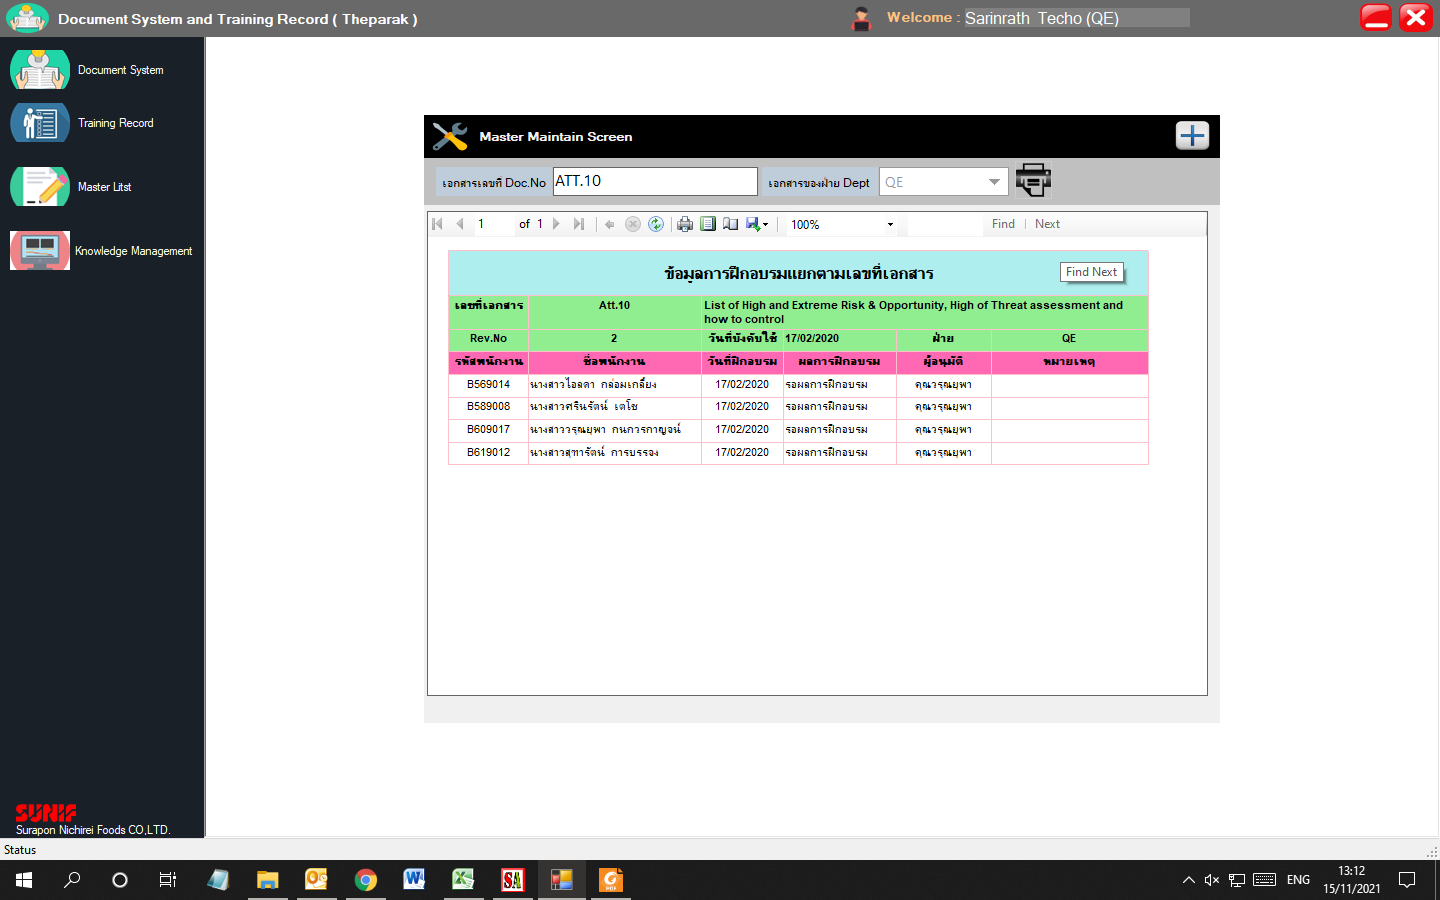 Document System and Training Record ( Theparak )
Welcome : Sarinrath Techo (QE)
Document System
Training Record
Master Litst
Knowledge Management
Master Maintain Screen
เอกสารเลขที่ Doc.No ATT.10 เอกสารของฝ่าย Dept QE
1 of 1 100% Find | Next
ข้อมูลการฝึกอบรมแยกตามเลขที่เอกสาร
Find Next
เลขที่เอกสาร Att.10 List of High and Extreme Risk & Opportunity, High of Threat assessment and
how to control
Rev.No 2 วันที่บังคับใช้ 17/02/2020 ฝ่าย QE
รหัสพนักงาน ชื่อพนักงาน วันที่ฝึกอบรม ผลการฝึกอบรม ผู้อนุมัติ หมายเหตุ
B569014 นางสาวไอลดา กล่อมเกลี้ยง 17/02/2020 รอผลการฝึกอบรม คุณวรุณยุพา
B589008 นางสาวศรินรัตน์ เตโช 17/02/2020 รอผลการฝึกอบรม คุณวรุณยุพา
B609017 นางสาววรุณยุพา กนกวรกาญจน์ 17/02/2020 รอผลการฝึกอบรม คุณวรุณยุพา
B619012 นางสาวสุฑารัตน์ การบรรจง 17/02/2020 รอผลการฝึกอบรม คุณวรุณยุพา
SUNIF
Surapon Nichirei Foods CO,LTD.
Status
ENG
13:12
15/11/2021